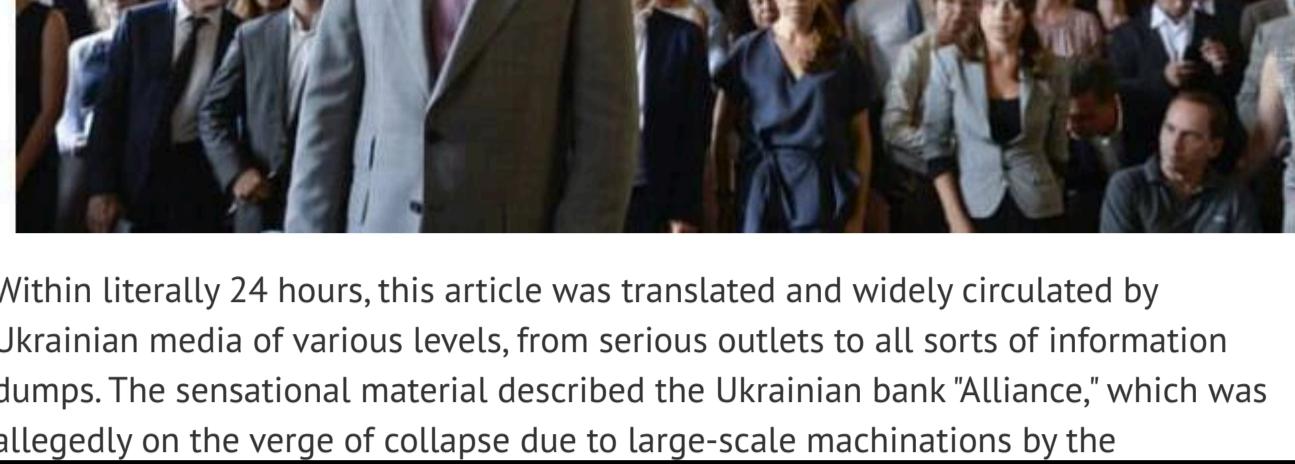 Within literally 24 hours, this article was translated and widely circulated by
Ukrainian media of various levels, from serious outlets to all sorts of information
dumps. The sensational material described the Ukrainian bank "Alliance," which was
allegedly on the verge of collapse due to large-scale machinations by the